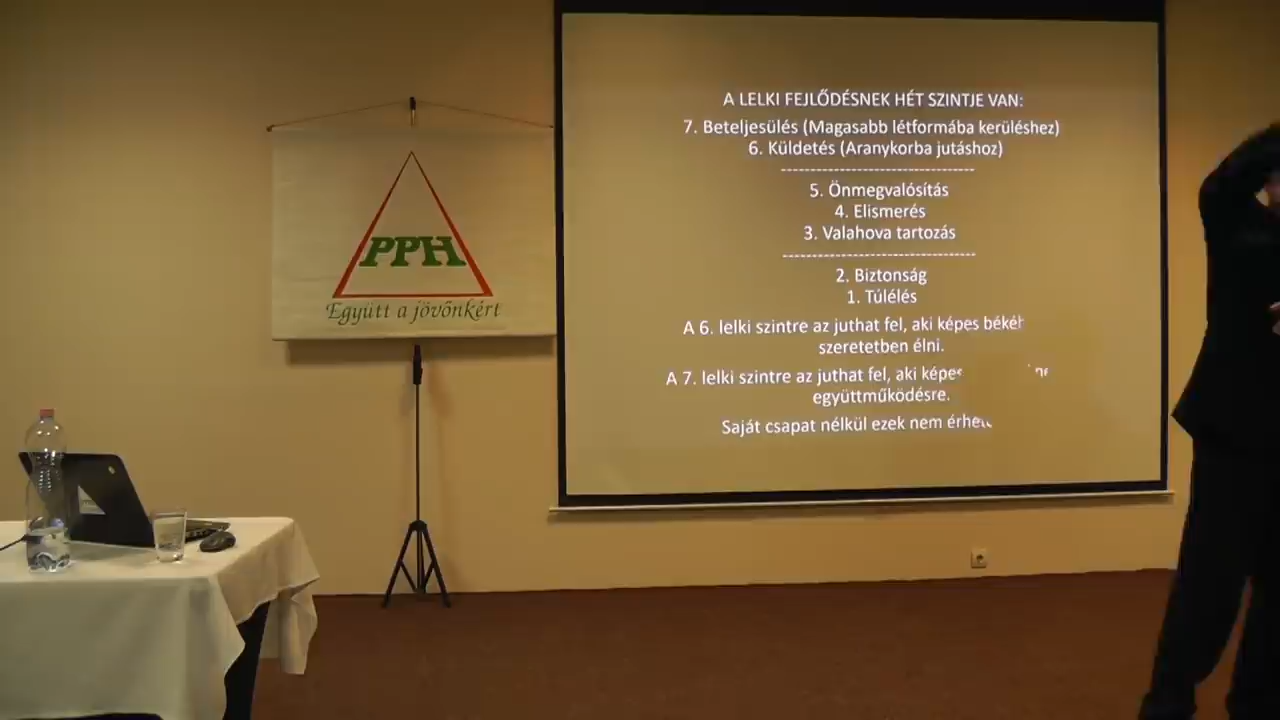 PPH
Együtt a jövőnkért
A LELKI FEJLŐDÉSNEK HÉT SZINTJE VAN:
7. Beteljesülés (Magasabb létformába kerüléshez)
6. Küldetés (Aranykorba jutáshoz)
------------------------------
5. Önmegvalósítás
4. Elismerés
3. Valahova tartozás
------------------------------
2. Biztonság
1. Túlélés
A 6. lelki szintre az juthat fel, aki képes
szeretetben élni.
A 7. lelki szintre az juthat fel, aki
együttműködésre.
Saját csapat nélkül ezek nem